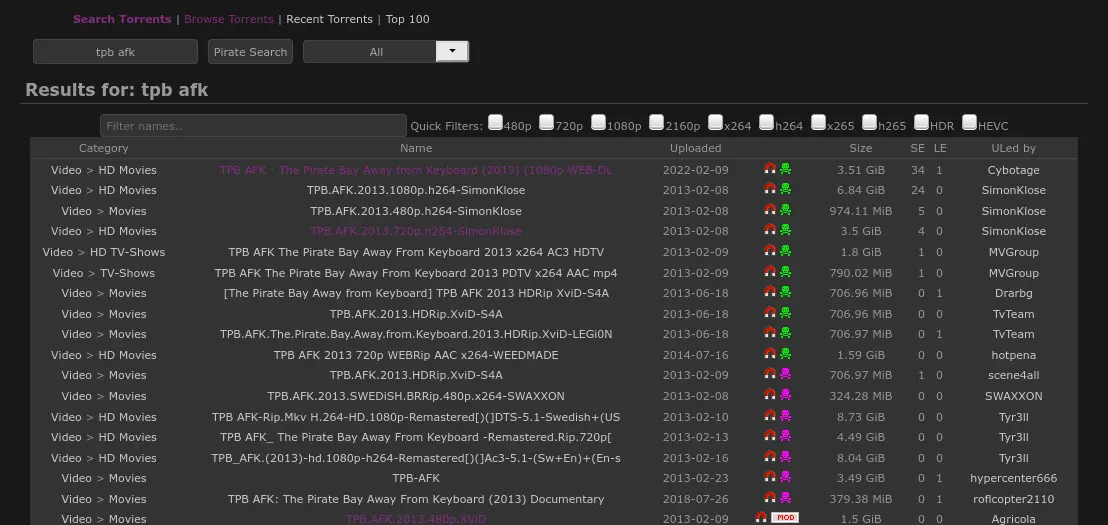 Search Torrents | Browse Torrents | Recent Torrents | Top 100
tpb afk Pirate Search All
Results for: tpb afk
Filter names.. Quick Filters: 480p 720p 1080p 2160p x264 h264 x265 h265 HDR HEVC
Category Name Uploaded Size SE LE ULed by
Video > HD Movies TPB AFK - The Pirate Bay Away from Keyboard (2013) (1080p WEB-DL 2022-02-09 3.51 GiB 34 1 Cybotage
Video > HD Movies TPB.AFK.2013.1080p.h264-SimonKlose 2013-02-08 6.84 GiB 24 0 SimonKlose
Video > Movies TPB.AFK.2013.480p.h264-SimonKlose 2013-02-08 974.11 MiB 5 0 SimonKlose
Video > HD Movies TPB.AFK.2013.720p.h264-SimonKlose 2013-02-08 3.5 GiB 4 0 SimonKlose
Video > HD TV-Shows TPB AFK The Pirate Bay Away From Keyboard 2013 x264 AC3 HDTV 2013-02-09 1.8 GiB 1 0 MVGroup
Video > TV-Shows TPB AFK The Pirate Bay Away From Keyboard 2013 PDTV x264 AAC mp4 2013-02-09 790.02 MiB 1 0 MVGroup
Video > Movies [The Pirate Bay Away from Keyboard] TPB AFK 2013 HDRip XviD-S4A 2013-06-18 706.96 MiB 0 1 Drarbg
Video > Movies TPB.AFK.2013.HDRip.XviD-S4A 2013-06-18 706.96 MiB 0 0 TvTeam
Video > Movies TPB.AFK.The.Pirate.Bay.Away.from.Keyboard.2013.HDRip.XviD-LEGi0N 2013-06-18 706.97 MiB 0 1 TvTeam
Video > HD Movies TPB AFK 2013 720p WEBRip AAC x264-WEEDMADE 2014-07-16 1.59 GiB 0 0 hotpena
Video > Movies TPB.AFK.2013.HDRip.XviD-S4A 2013-02-09 706.97 MiB 1 0 scene4all
Video > Movies TPB.AFK.2013.SWEDiSH.BRRip.480p.x264-SWAXXON 2013-02-08 324.28 MiB 0 0 SWAXXON
Video > HD Movies TPB AFK-Rip.Mkv H.264-HD.1080p-Remastered[)(]DTS-5.1-Swedish+(US 2013-02-10 8.73 GiB 0 0 Tyr3ll
Video > HD Movies TPB AFK_ The Pirate Bay Away From Keyboard -Remastered.Rip.720p[ 2013-02-13 4.49 GiB 0 0 Tyr3ll
Video > HD Movies TPB_AFK.(2013)-hd.1080p-h264-Remastered[)(]Ac3-5.1-(Sw+En)+(En-s 2013-02-16 8.04 GiB 0 0 Tyr3ll
Video > Movies TPB-AFK 2013-02-23 3.49 GiB 0 1 hypercenter666
Video > Movies TPB AFK: The Pirate Bay Away From Keyboard (2013) Documentary 2018-07-26 379.38 MiB 0 1 roflcopter2110
Video > Movies TPB.AFK.2013.480p.XViD 2013-02-09 MOD 1.5 GiB 0 0 Agricola